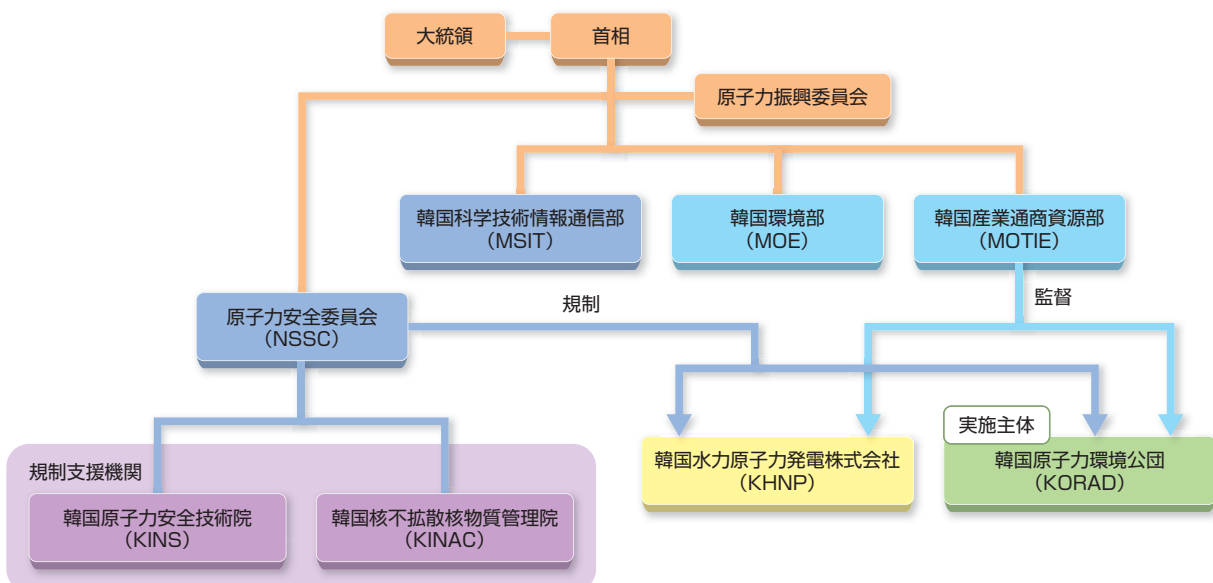 大統領
首相
原子力振興委員会
韓国科学技術情報通信部
(MSIT)
韓国環境部
(MOE)
韓国産業通商資源部
(MOTIE)
原子力安全委員会
(NSSC)
規制
監督
実施主体
韓国水力原子力発電株式会社
(KHNP)
韓国原子力環境公団
(KORAD)
規制支援機関
韓国原子力安全技術院
(KINS)
韓国核不拡散核物質管理院
(KINAC)